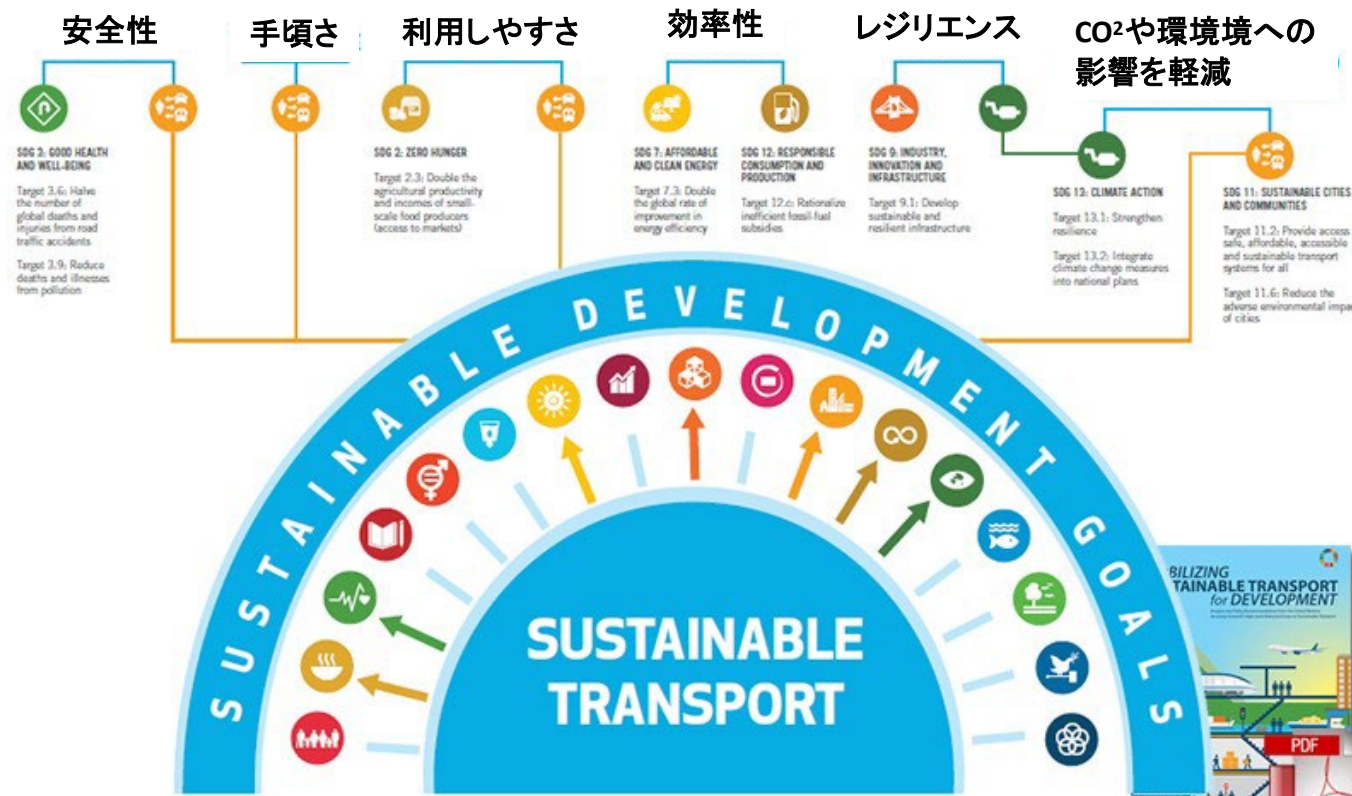 安全性
手頃さ
利用しやすさ
効率性
レジリエンス
CO²や環境境への
影響を軽減
SDG 3: GOOD HEALTH
AND WELL-BEING
Target 3.6: Halve
the number of
global deaths and
injuries from road
traffic accidents
Target 3.9: Reduce
deaths and illnesses
from pollution
SDG 2: ZERO HUNGER
Target 2.3: Double the
agricultural productivity
and incomes of small-
scale food producers
(access to markets)
SDG 7: AFFORDABLE
AND CLEAN ENERGY
Target 7.3: Double
the global rate of
improvement in
energy efficiency
SDG 12: RESPONSIBLE
CONSUMPTION AND
PRODUCTION
Target 12.c: Rationalize
inefficient fossil-fuel
subsidies
SDG 9: INDUSTRY,
INNOVATION AND
INFRASTRUCTURE
Target 9.1: Develop
sustainable and
resilient infrastructure
SDG 13: CLIMATE ACTION
Target 13.1: Strengthen
resilience
Target 13.2: Integrate
climate change measures
into national plans
SDG 11: SUSTAINABLE CITIES
AND COMMUNITIES
Target 11.2: Provide access
safe, affordable, accessible
and sustainable transport
systems for all
Target 11.6: Reduce the
adverse environmental impa
of cities
SUSTAINABLE DEVELOPMENT GOALS
SUSTAINABLE
TRANSPORT
BILIZING
TAINABLE TRANSPORT
for DEVELOPMENT
PDF